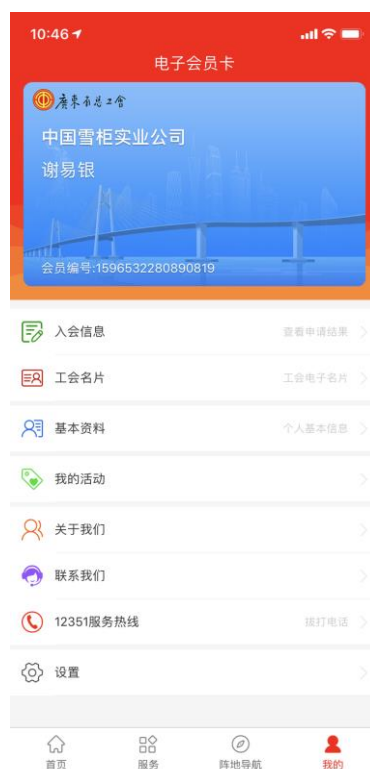 10:46
电子会员卡
广东省总工会
中国雪柜实业公司
谢易银
会员编号:1596532280890819
入会信息 查看申请结果
工会名片 工会电子名片
基本资料 个人基本信息
我的活动
关于我们
联系我们
12351服务热线 拨打电话
设置
首页 服务 阵地导航 我的